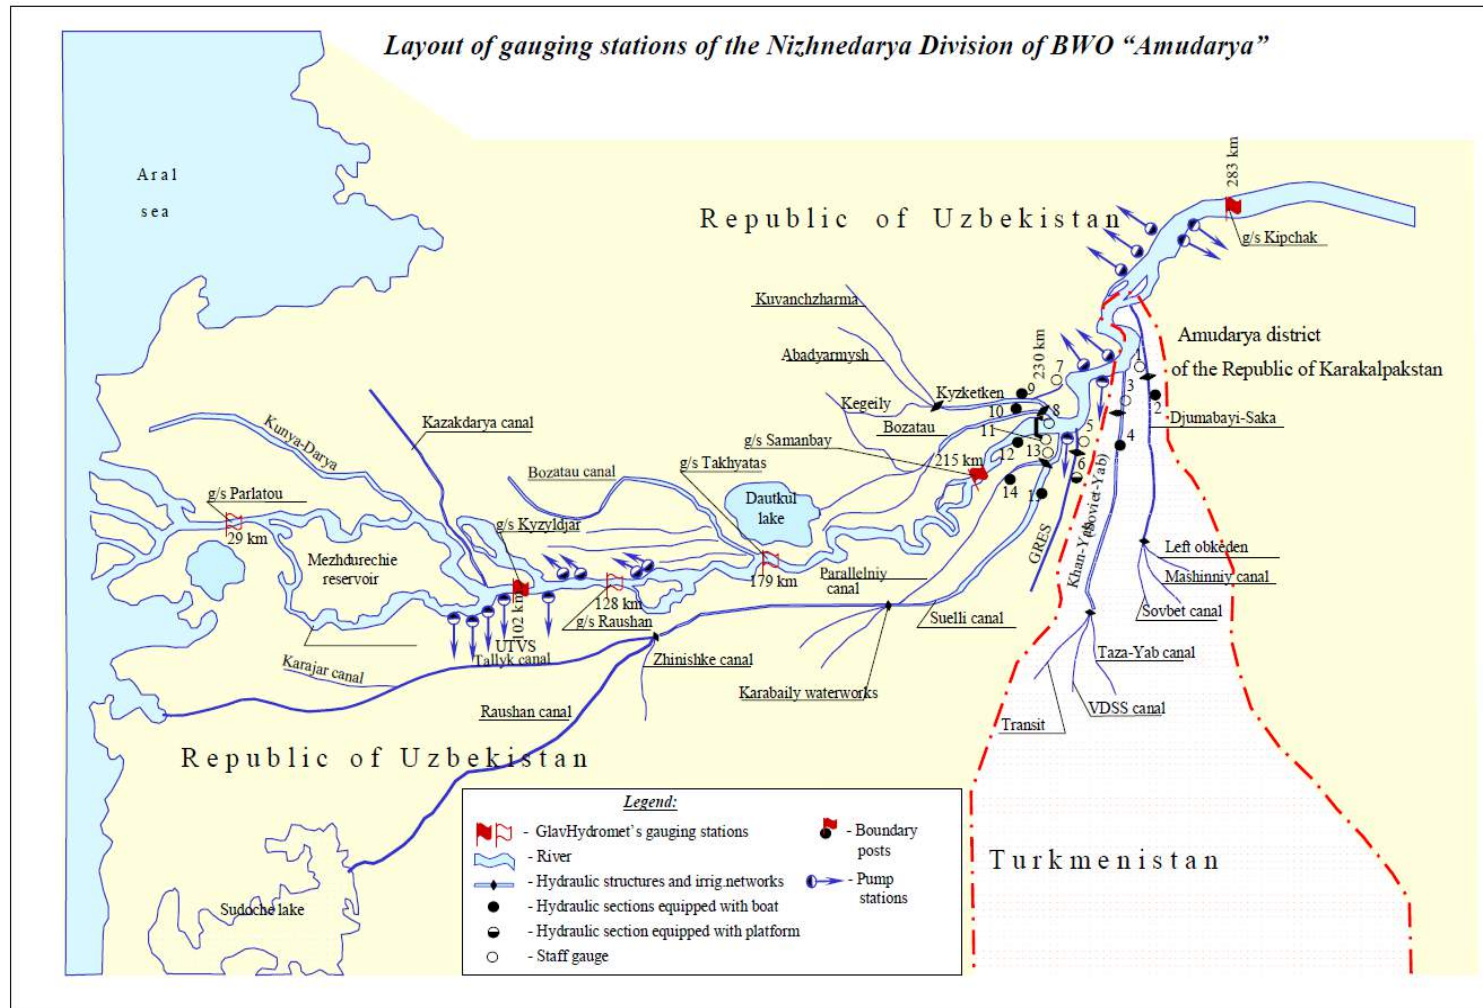 Layout of gauging stations of the Nizhnedarya Division of BWO “Amudarya”
Aral
sea
Republic of Uzbekistan
283 km
g/s Kipchak
Kuvanchzharma
Abadyarmysh
Kegeily
Kyzketken
Bozatau
230 km
7
9
10
8
11
12
13
14
15
5
6
1
3
2
4
Amudarya district
of the Republic of Karakalpakstan
Djumabayi-Saka
g/s Samanbay
215 km
g/s Takhyatas
Dautkul
lake
179 km
Bozatau canal
Kazakdarya canal
Kunya-Darya
g/s Parlatou
29 km
Mezhdurechie
reservoir
g/s Kyzyldjar
102 km
128 km
g/s Raushan
UTVS
Tallyk canal
Karajar canal
Zhinishke canal
Raushan canal
Parallelniy
canal
Suelli canal
Karabaily waterworks
GRES
Khan-Yab
(Soviet-Yab)
Left obkeden
Mashinniy canal
Sovbet canal
Taza-Yab canal
VDSS canal
Transit
Republic of Uzbekistan
Turkmenistan
Sudoche lake
Legend:
- GlavHydromet`s gauging stations
- River
- Hydraulic structures and irrig.networks
- Hydraulic sections equipped with boat
- Hydraulic section equipped with platform
- Staff gauge
- Boundary
posts
- Pump
stations